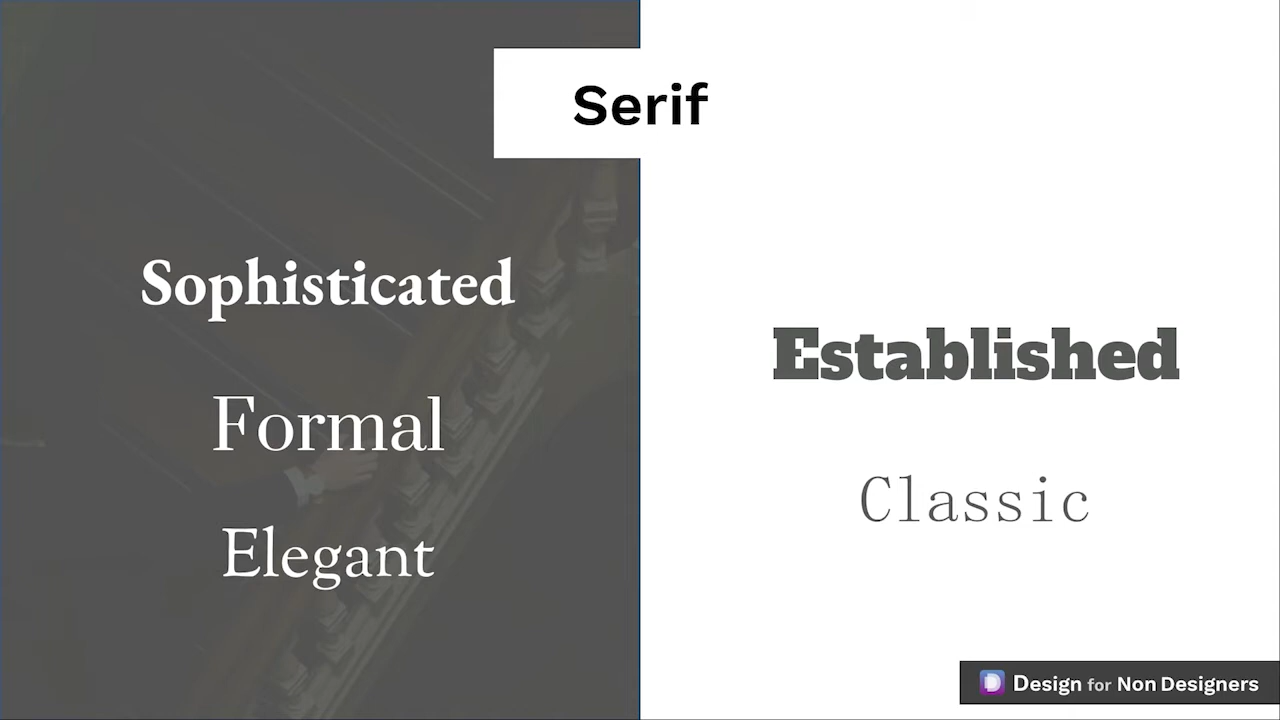 Serif
Sophisticated
Formal
Elegant
Established
Classic
Design for Non Designers